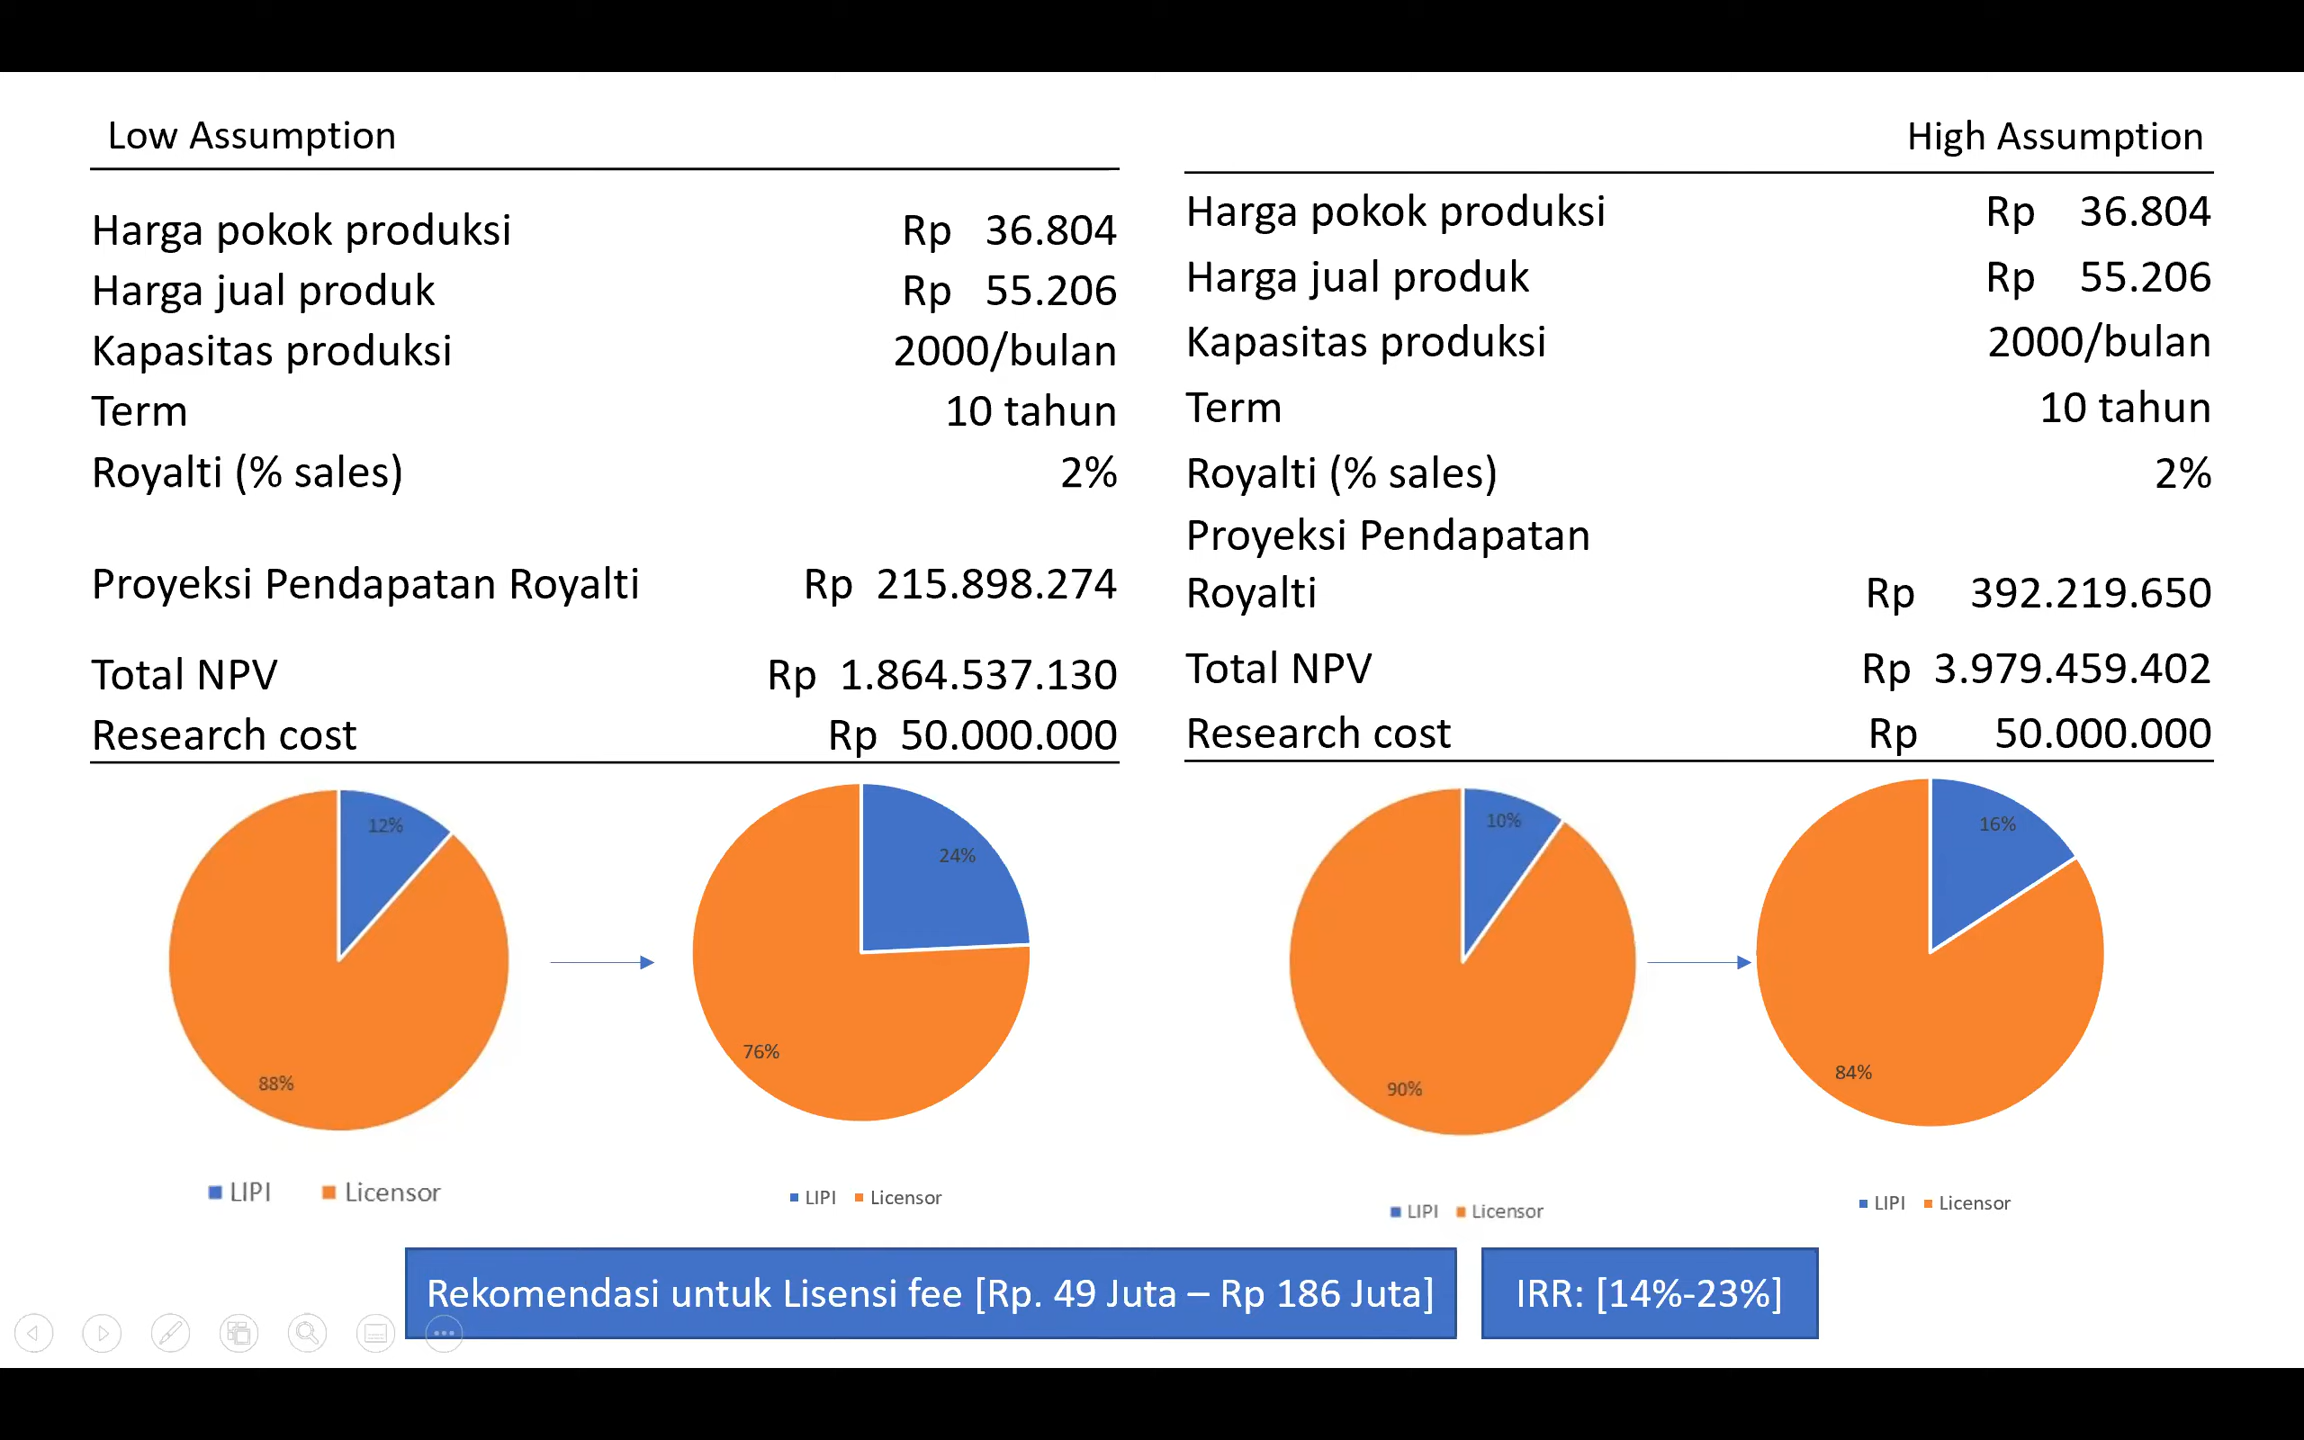 Low Assumption
Harga pokok produksi Rp 36.804
Harga jual produk Rp 55.206
Kapasitas produksi 2000/bulan
Term 10 tahun
Royalti (% sales) 2%
Proyeksi Pendapatan Royalti Rp 215.898.274
Total NPV Rp 1.864.537.130
Research cost Rp 50.000.000
12%
88%
LIPI Licensor
24%
76%
LIPI Licensor
High Assumption
Harga pokok produksi Rp 36.804
Harga jual produk Rp 55.206
Kapasitas produksi 2000/bulan
Term 10 tahun
Royalti (% sales) 2%
Proyeksi Pendapatan
Royalti Rp 392.219.650
Total NPV Rp 3.979.459.402
Research cost Rp 50.000.000
10%
90%
LIPI Licensor
16%
84%
LIPI Licensor
Rekomendasi untuk Lisensi fee [Rp. 49 Juta – Rp 186 Juta]
IRR: [14%-23%]